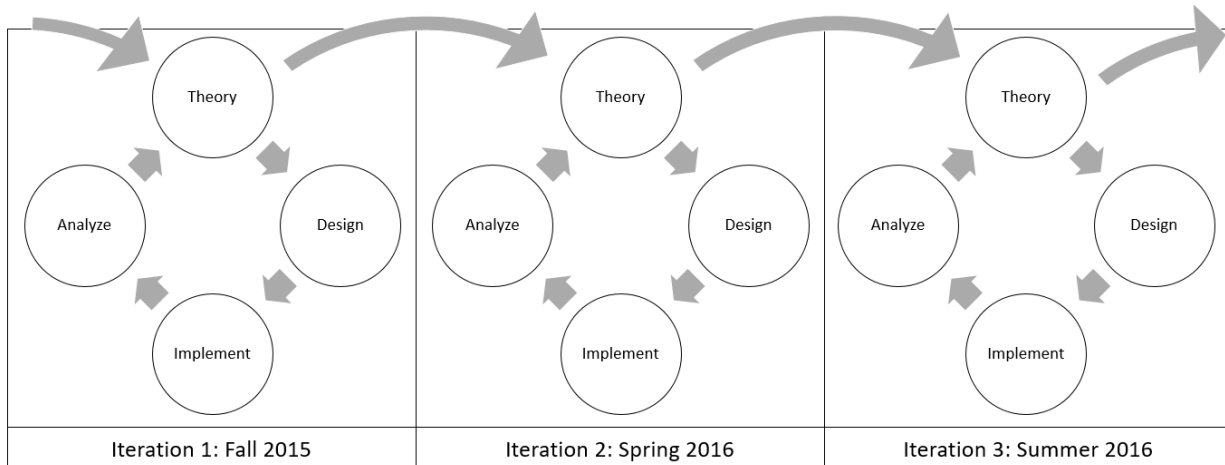 Theory
Analyze
Design
Implement
Iteration 1: Fall 2015
Theory
Analyze
Design
Implement
Iteration 2: Spring 2016
Theory
Analyze
Design
Implement
Iteration 3: Summer 2016